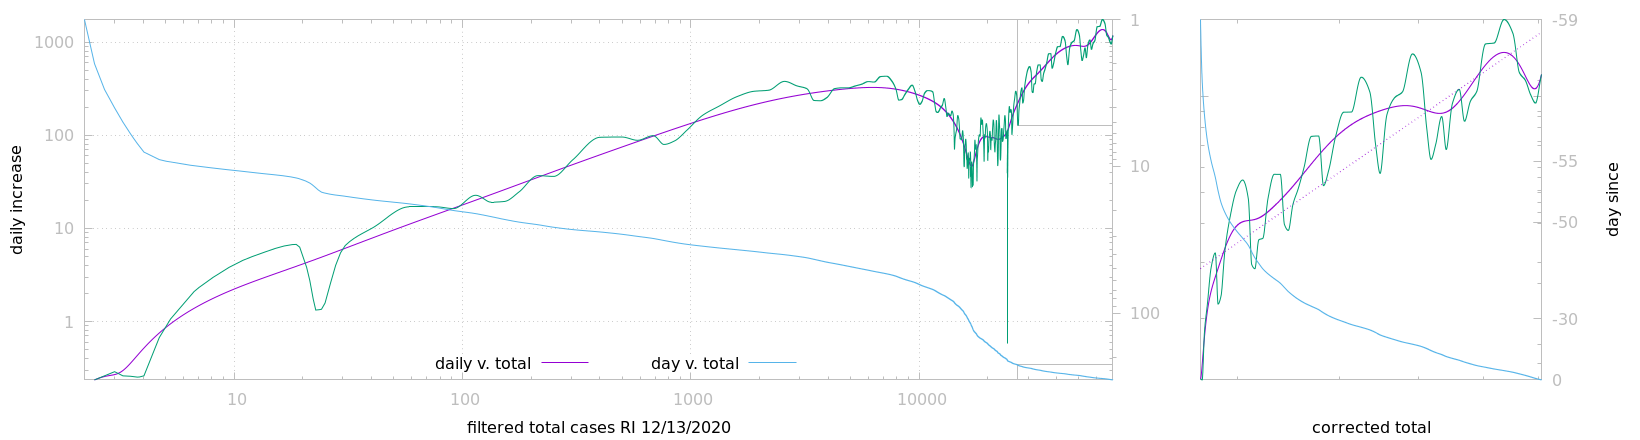 1000
100
10
1
daily increase
10
100
1000
10000
filtered total cases RI 12/13/2020
daily v. total
day v. total
1
10
100
-59
-55
-50
-30
0
day since
corrected total